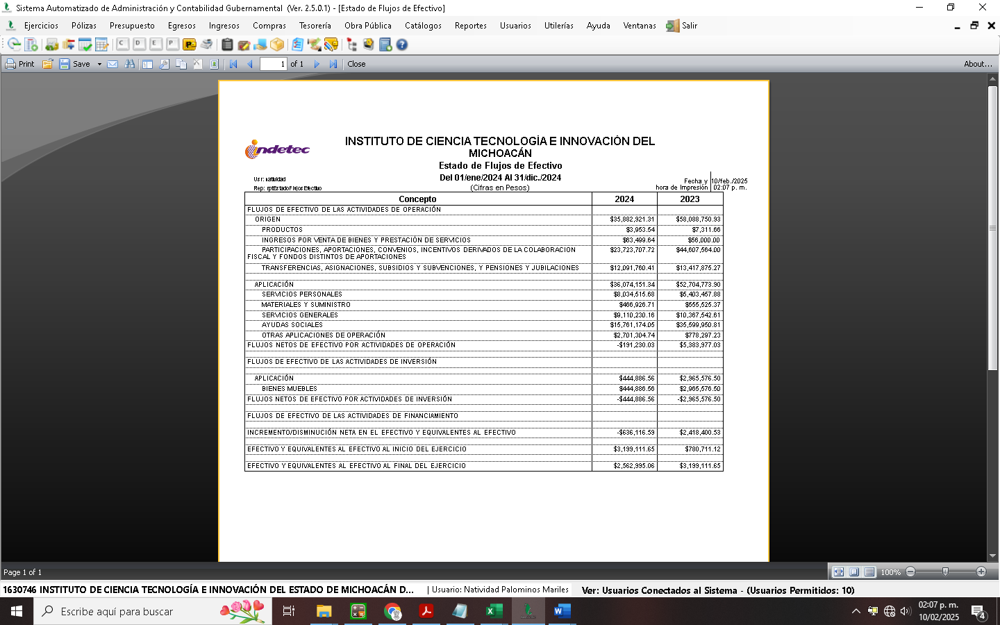 Sistema Automatizado de Administración y Contabilidad Gubernamental (Ver. 2.5.0.1) - [Estado de Flujos de Efectivo]
Ejercicios Pólizas Presupuesto Egresos Ingresos Compras Tesorería Obra Pública Catálogos Reportes Usuarios Utilerías Ayuda Ventanas Salir
C D E P P
Print Save 1 of 1 Close About...
indetec
INSTITUTO DE CIENCIA TECNOLOGÍA E INNOVACIÓN DEL
MICHOACÁN
Estado de Flujos de Efectivo
Del 01/ene/2024 Al 31/dic./2024
(Cifras en Pesos)
Usr: natividad
Rep: rptEstadoFlujosEfectivo
Fecha y 10/feb./2025
hora de Impresión 02:07 p. m.
Concepto 2024 2023
FLUJOS DE EFECTIVO DE LAS ACTIVIDADES DE OPERACIÓN
ORIGEN $35,882,921.31 $58,088,750.93
PRODUCTOS $3,953.54 $7,311.66
INGRESOS POR VENTA DE BIENES Y PRESTACIÓN DE SERVICIOS $63,499.64 $56,000.00
PARTICIPACIONES, APORTACIONES, CONVENIOS, INCENTIVOS DERIVADOS DE LA COLABORACION $23,723,707.72 $44,607,564.00
FISCAL Y FONDOS DISTINTOS DE APORTACIONES
TRANSFERENCIAS, ASIGNACIONES, SUBSIDIOS Y SUBVENCIONES, Y PENSIONES Y JUBILACIONES $12,091,760.41 $13,417,875.27
APLICACIÓN $36,074,151.34 $52,704,773.90
SERVICIOS PERSONALES $8,034,515.68 $5,403,457.88
MATERIALES Y SUMINISTRO $466,926.71 $555,525.37
SERVICIOS GENERALES $9,110,230.16 $10,367,542.61
AYUDAS SOCIALES $15,761,174.05 $35,599,950.81
OTRAS APLICACIONES DE OPERACIÓN $2,701,304.74 $778,297.23
FLUJOS NETOS DE EFECTIVO POR ACTIVIDADES DE OPERACIÓN -$191,230.03 $5,383,977.03
FLUJOS DE EFECTIVO DE LAS ACTIVIDADES DE INVERSIÓN
APLICACIÓN $444,886.56 $2,965,576.50
BIENES MUEBLES $444,886.56 $2,965,576.50
FLUJOS NETOS DE EFECTIVO POR ACTIVIDADES DE INVERSIÓN -$444,886.56 -$2,965,576.50
FLUJOS DE EFECTIVO DE LAS ACTIVIDADES DE FINANCIAMIENTO
INCREMENTO/DISMINUCIÓN NETA EN EL EFECTIVO Y EQUIVALENTES AL EFECTIVO -$636,116.59 $2,418,400.53
EFECTIVO Y EQUIVALENTES AL EFECTIVO AL INICIO DEL EJERCICIO $3,199,111.65 $780,711.12
EFECTIVO Y EQUIVALENTES AL EFECTIVO AL FINAL DEL EJERCICIO $2,562,995.06 $3,199,111.65
Page 1 of 1 100%
1630746 INSTITUTO DE CIENCIA TECNOLOGÍA E INNOVACIÓN DEL ESTADO DE MICHOACÁN D... | Usuario: Natividad Palominos Mariles Ver: Usuarios Conectados al Sistema - (Usuarios Permitidos: 10)
Escribe aquí para buscar
02:07 p. m.
10/02/2025
4